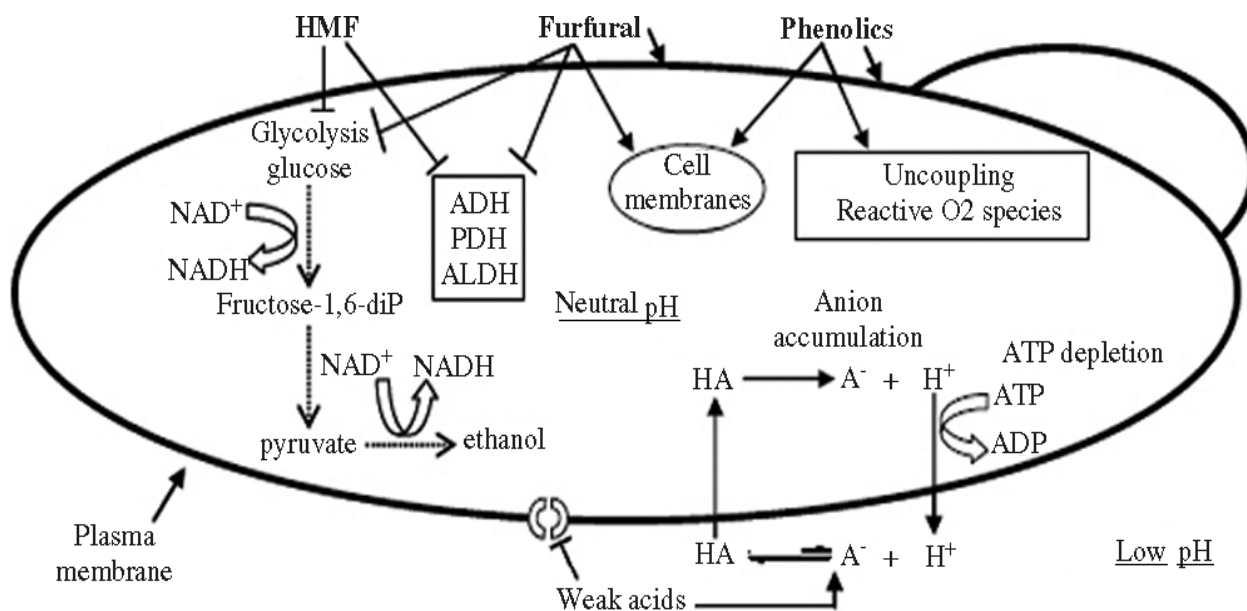 HMF Furfural Phenolics
Glycolysis
glucose
NAD⁺
NADH
Fructose-1,6-diP
NAD⁺ NADH
pyruvate
ethanol
ADH
PDH
ALDH
Cell
membranes
Uncoupling
Reactive O2 species
Neutral pH
Anion
accumulation
ATP depletion
HA A⁻ + H⁺
ATP
ADP
Plasma
membrane
HA A⁻ + H⁺
Low pH
Weak acids